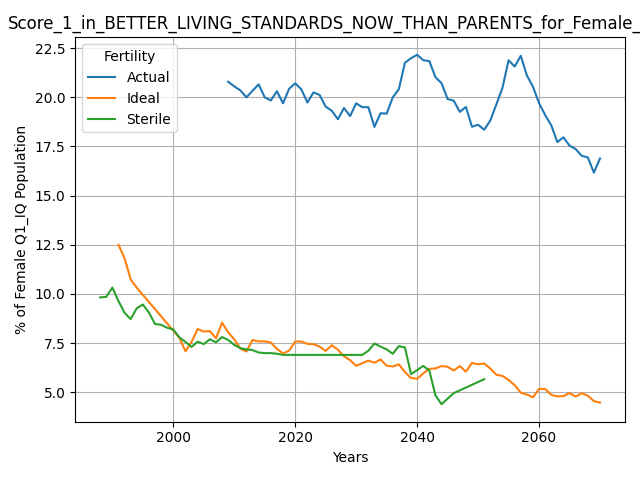 Score_1_in_BETTER_LIVING_STANDARDS_NOW_THAN_PARENTS_for_Female_
Fertility
Actual
Ideal
Sterile
22.5
20.0
17.5
15.0
12.5
10.0
7.5
5.0
% of Female Q1_IQ Population
2000
2020
2040
2060
Years